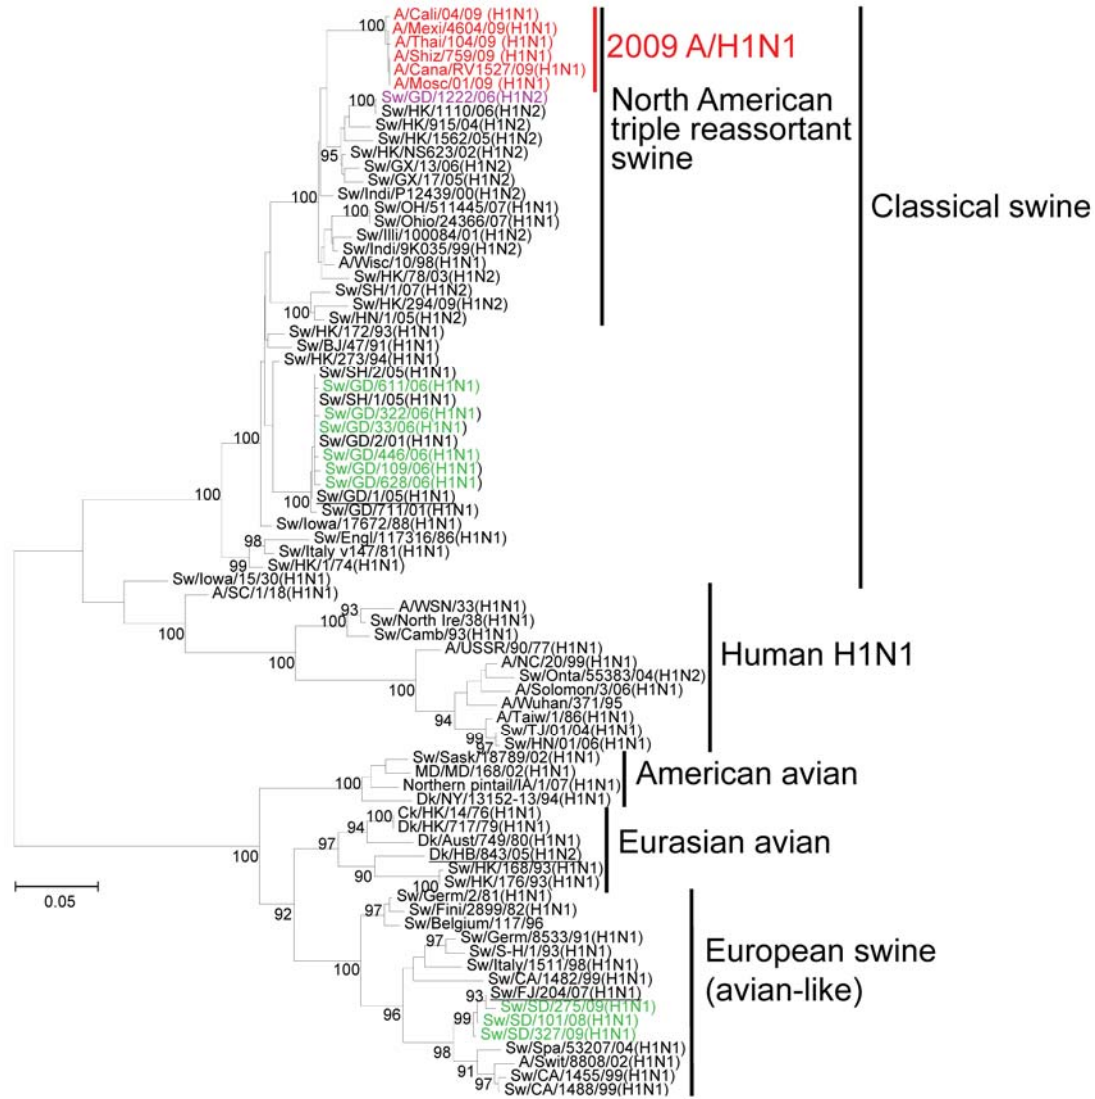 A/Cali/04/09 (H1N1)
100
A/Mexi/4604/09(H1N1)
A/Thai/104/09 (H1N1)
2009 A/H1N1
A/Shiz/759/09 (H1N1)
A/Cana/RV1527/09(H1N1)
A/Mosc/01/09 (H1N1)
Sw/GD/1222/06(H1N2)
100
North American
triple reassortant
swine
Sw/HK/1110/06(H1N2)
Sw/HK/915/04(H1N2)
Sw/HK/1562/05(H1N2)
95
Sw/HK/NS623/02(H1N2)
Sw/GX/13/06(H1N2)
Sw/GX/17/05(H1N2)
100
Sw/Indi/P12439/00(H1N2)
Classical swine
100
Sw/OH/511445/07(H1N1)
Sw/Ohio/24366/07(H1N1)
Sw/Illi/100084/01(H1N2)
Sw/Indi/9K035/99(H1N2)
A/Wisc/10/98(H1N1)
Sw/HK/78/03(H1N2)
Sw/SH/1/07(H1N2)
Sw/HK/294/09(H1N2)
100
Sw/HN/1/05(H1N2)
Sw/HK/172/93(H1N1)
Sw/BJ/47/91(H1N1)
Sw/HK/273/94(H1N1)
Sw/SH/2/05(H1N1)
Sw/GD/611/06(H1N1)
Sw/SH/1/05(H1N1)
Sw/GD/322/06(H1N1)
Sw/GD/33/06(H1N1)
100
Sw/GD/2/01(H1N1)
Sw/GD/446/06(H1N1)
Sw/GD/109/06(H1N1)
Sw/GD/628/06(H1N1)
100
Sw/GD/1/05(H1N1)
100
Sw/GD/711/01(H1N1)
Sw/Iowa/17672/88(H1N1)
98
Sw/Engl/117316/86(H1N1)
Sw/Italy v147/81(H1N1)
99
Sw/HK/1/74(H1N1)
Sw/Iowa/15/30(H1N1)
A/SC/1/18(H1N1)
93
A/WSN/33(H1N1)
100
Sw/North Ire/38(H1N1)
100
Sw/Camb/93(H1N1)
A/USSR/90/77(H1N1)
Human H1N1
100
A/NC/20/99(H1N1)
Sw/Onta/55383/04(H1N2)
100
A/Solomon/3/06(H1N1)
A/Wuhan/371/95
94
A/Taiw/1/86(H1N1)
Sw/TJ/01/04(H1N1)
99
97
Sw/HN/01/06(H1N1)
Sw/Sask/18789/02(H1N1)
MD/MD/168/02(H1N1)
American avian
100
Northern pintail/IA/1/07(H1N1)
Dk/NY/13152-13/94(H1N1)
100
Ck/HK/14/76(H1N1)
94
Dk/HK/717/79(H1N1)
97
Dk/Aust/749/80(H1N1)
Eurasian avian
100
Dk/HB/843/05(H1N2)
90
Sw/HK/168/93(H1N1)
100
Sw/HK/176/93(H1N1)
0.05
Sw/Germ/2/81(H1N1)
97
Sw/Fini/2899/82(H1N1)
92
Sw/Belgium/117/96
97
Sw/Germ/8533/91(H1N1)
Sw/S-H/1/93(H1N1)
European swine
(avian-like)
100
Sw/Italy/1511/98(H1N1)
Sw/CA/1482/99(H1N1)
93
Sw/FJ/204/07(H1N1)
Sw/SD/275/09(H1N1)
96
99
Sw/SD/101/08(H1N1)
Sw/SD/327/09(H1N1)
98
Sw/Spa/53207/04(H1N1)
A/Swit/8808/02(H1N1)
91
Sw/CA/1455/99(H1N1)
97
Sw/CA/1488/99(H1N1)